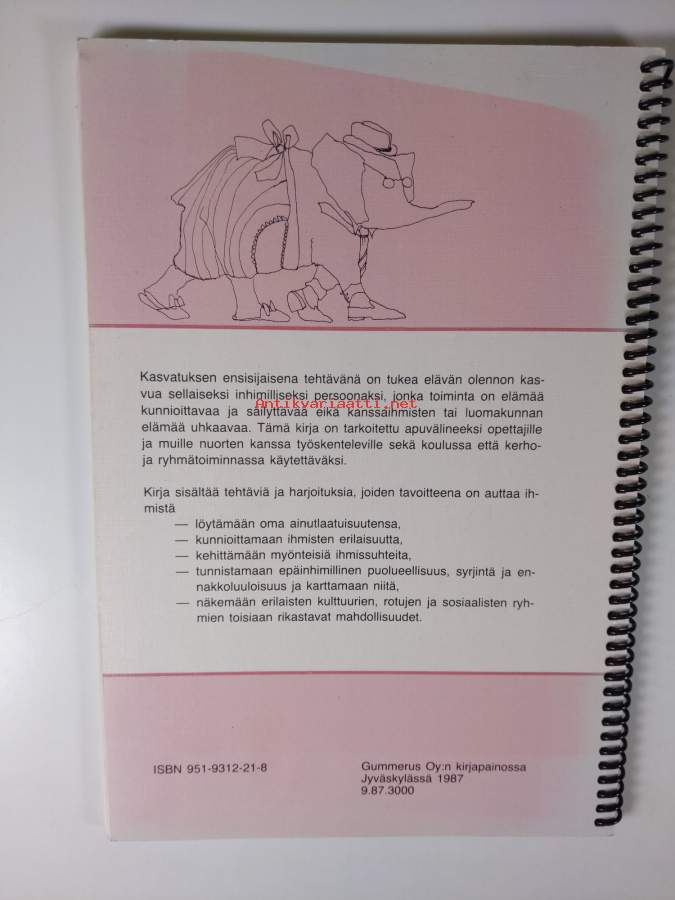 Kasvatuksen ensisijaisena tehtävänä on tukea elävän olennon kas-
vua sellaiseksi inhimilliseksi persoonaksi, jonka toiminta on elämää
Antikvariaatti.net
kunnioittavaa ja säilyttävää eikä kanssaihmisten tai luomakunnan
elämää uhkaavaa. Tämä kirja on tarkoitettu apuvälineeksi opettajille
ja muille nuorten kanssa työskenteleville sekä koulussa että kerho-
ja ryhmätoiminnassa käytettäväksi.
Kirja sisältää tehtäviä ja harjoituksia, joiden tavoitteena on auttaa ih-
mistä
— löytämään oma ainutlaatuisuutensa,
— kunnioittamaan ihmisten erilaisuutta,
— kehittämään myönteisiä ihmissuhteita,
— tunnistamaan epäinhimillinen puolueellisuus, syrjintä ja en-
nakkoluuloisuus ja karttamaan niitä,
— näkemään erilaisten kulttuurien, rotujen ja sosiaalisten ryh-
mien toisiaan rikastavat mahdollisuudet.
ISBN 951-9312-21-8
Gummerus Oy:n kirjapainossa
Jyväskylässä 1987
9.87.3000